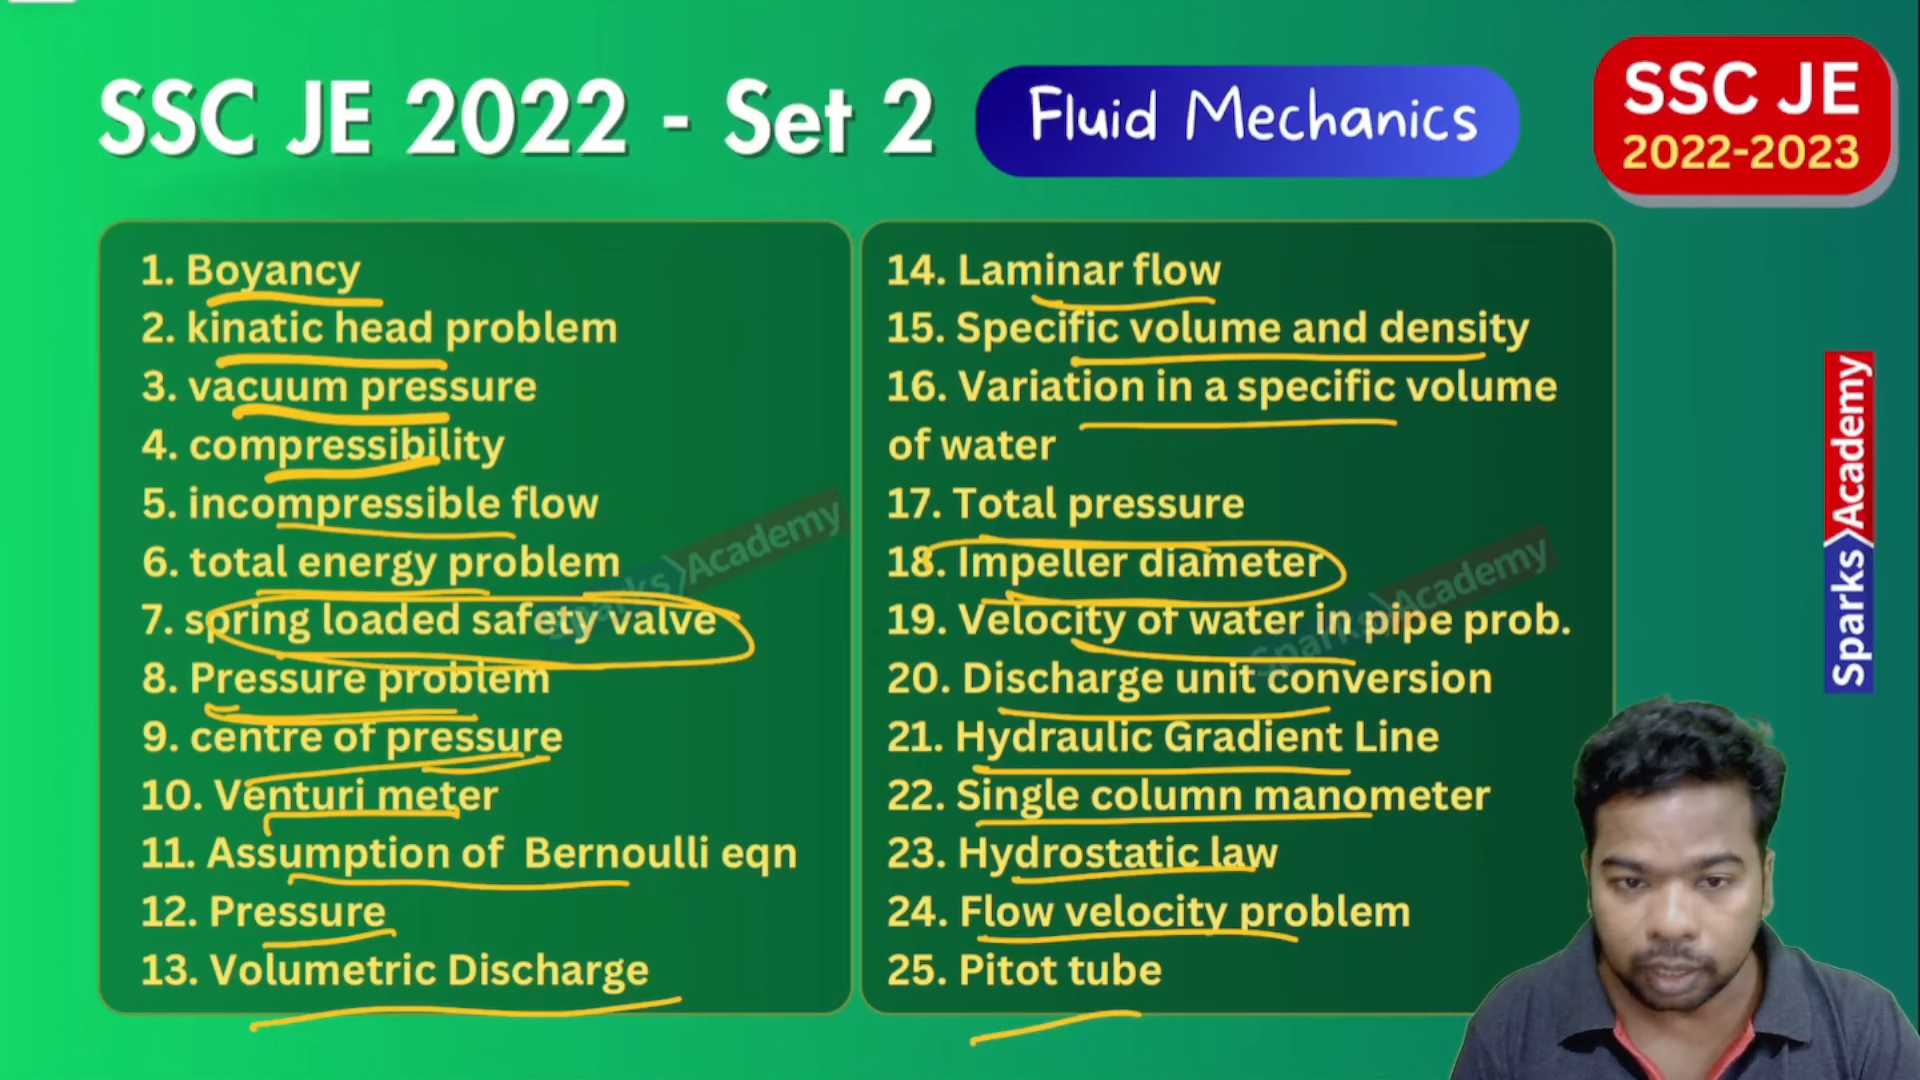 SSC JE 2022 - Set 2
Fluid Mechanics
SSC JE
2022-2023
1. Boyancy
2. kinatic head problem
3. vacuum pressure
4. compressibility
5. incompressible flow
6. total energy problem
7. spring loaded safety valve
8. Pressure problem
9. centre of pressure
10. Venturi meter
11. Assumption of Bernoulli eqn
12. Pressure
13. Volumetric Discharge
14. Laminar flow
15. Specific volume and density
16. Variation in a specific volume
of water
17. Total pressure
18. Impeller diameter
19. Velocity of water in pipe prob.
20. Discharge unit conversion
21. Hydraulic Gradient Line
22. Single column manometer
23. Hydrostatic law
24. Flow velocity problem
25. Pitot tube
Sparks Academy
Sparks Academy
Sparks Academy